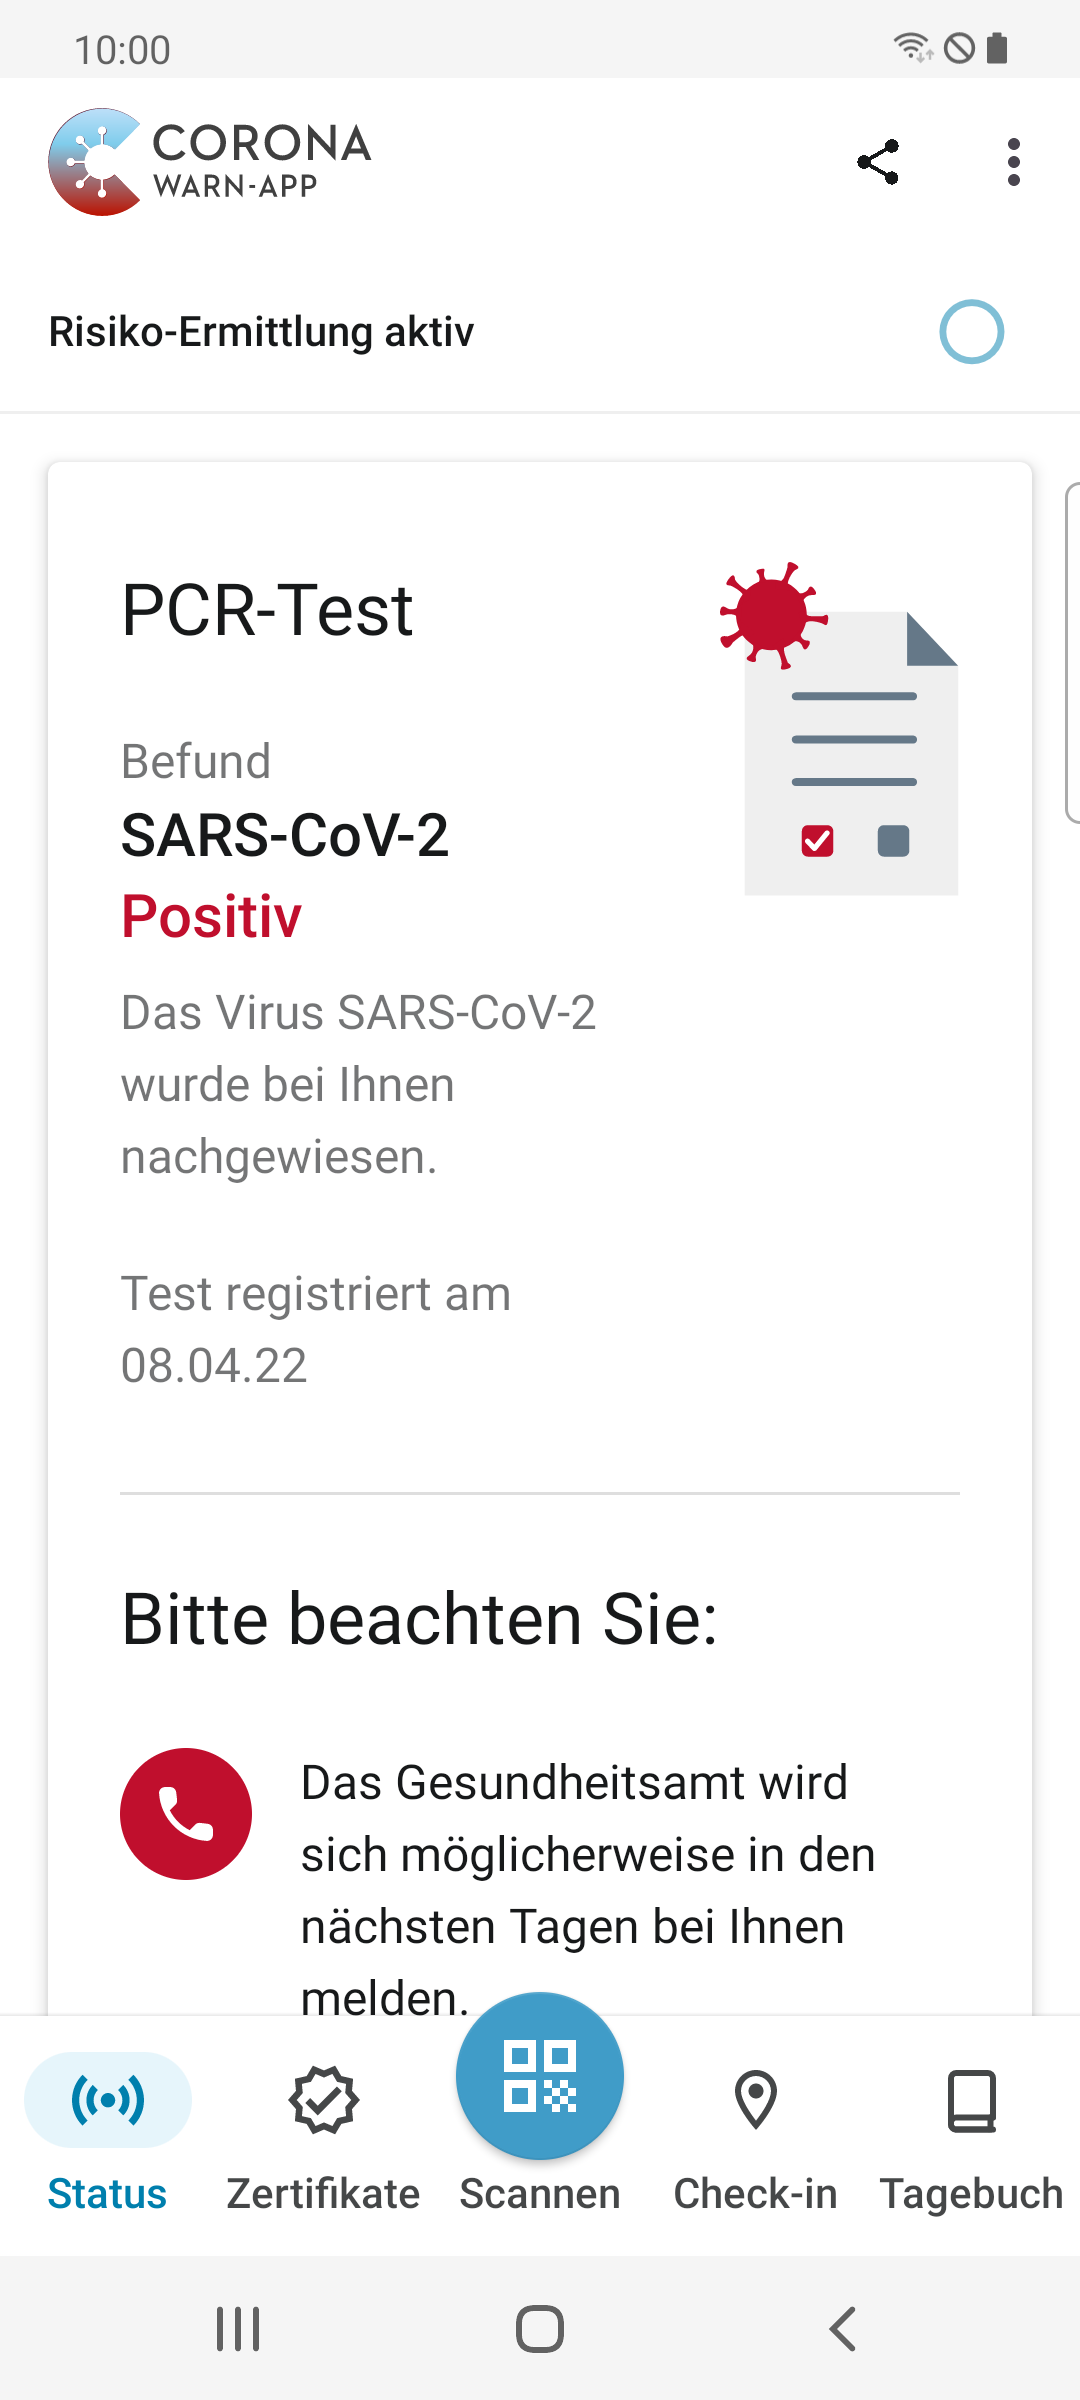 10:00
CORONA
WARN-APP
Risiko-Ermittlung aktiv
PCR-Test
Befund
SARS-CoV-2
Positiv
Das Virus SARS-CoV-2
wurde bei Ihnen
nachgewiesen.
Test registriert am
08.04.22
Bitte beachten Sie:
Das Gesundheitsamt wird
sich möglicherweise in den
nächsten Tagen bei Ihnen
melden.
Status
Zertifikate
Scannen
Check-in
Tagebuch